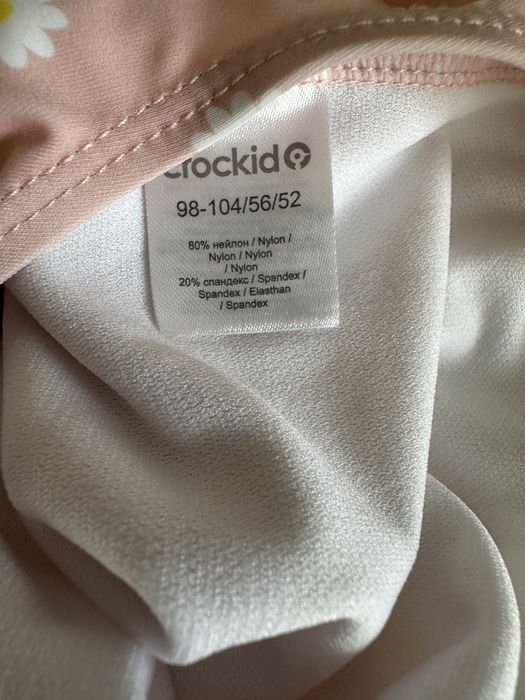 crockid
98-104/56/52
80% нейлон / Nylon /
Nylon / Nylon
/ Nylon
20% спандекс / Spandex /
Spandex / Elasthan
/ Spandex